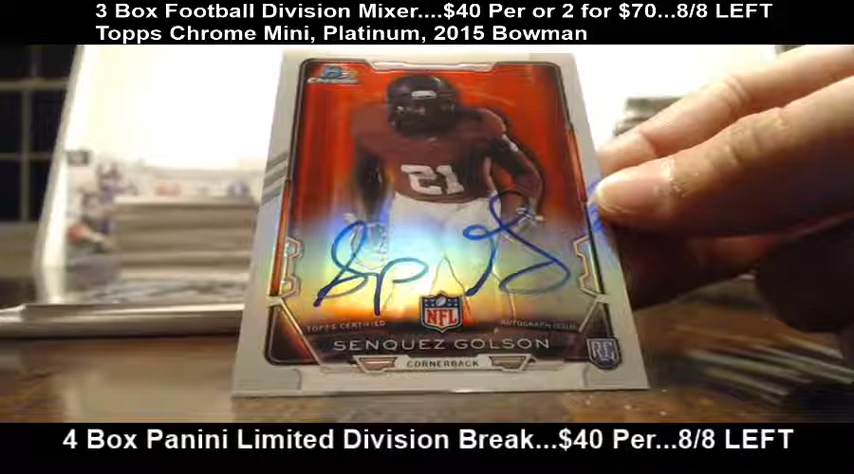 3 Box Football Division Mixer....$40 Per or 2 for $70...8/8 LEFT
Topps Chrome Mini, Platinum, 2015 Bowman
Chrome
21
NFL
TOPPS CERTIFIED AUTOGRAPH ISSUE
SENQUEZ GOLSON
RC
CORNERBACK
4 Box Panini Limited Division Break...$40 Per...8/8 LEFT